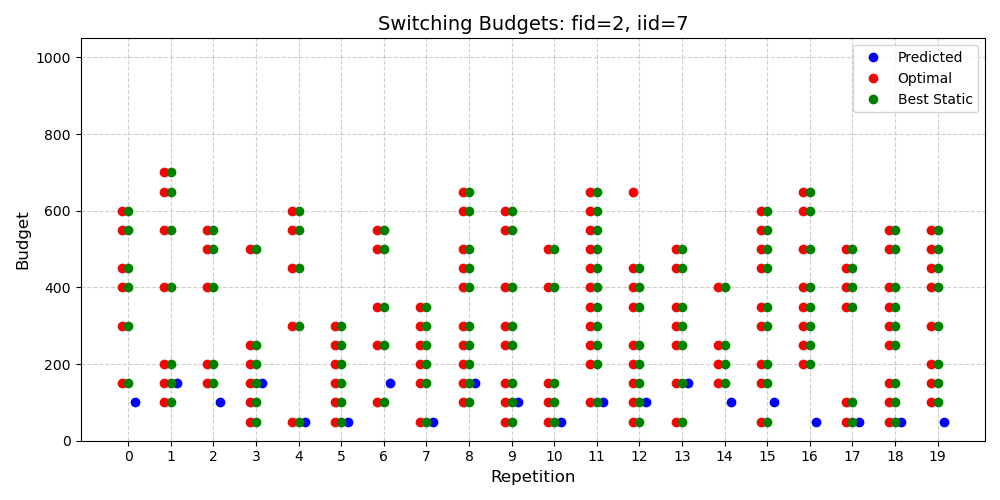 Switching Budgets: fid=2, iid=7
Predicted
Optimal
Best Static
Budget
1000
800
600
400
200
0
0 1 2 3 4 5 6 7 8 9 10 11 12 13 14 15 16 17 18 19
Repetition